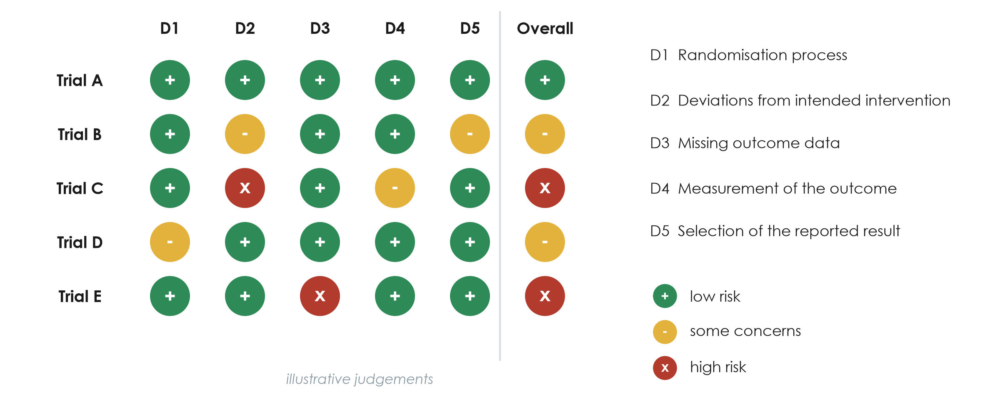 D1 D2 D3 D4 D5 Overall
Trial A + + + + + +
Trial B + - + + - -
Trial C + x + - + x
Trial D - + + + + -
Trial E + + x + + x
illustrative judgements
D1 Randomisation process
D2 Deviations from intended intervention
D3 Missing outcome data
D4 Measurement of the outcome
D5 Selection of the reported result
+ low risk
- some concerns
x high risk